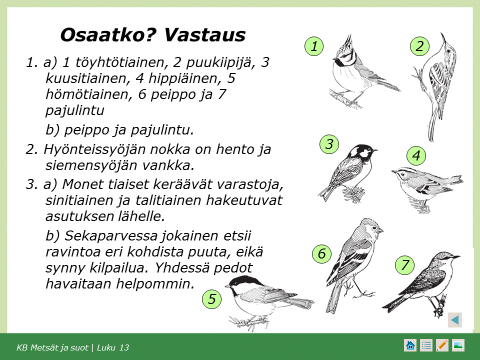 Osaatko? Vastaus
1. a) 1 töyhtötiainen, 2 puukiipijä, 3
kuusitiainen, 4 hippiäinen, 5
hömötiainen, 6 peippo ja 7
pajulintu
b) peippo ja pajulintu.
2. Hyönteissyöjän nokka on hento ja
siemensyöjän vankka.
3. a) Monet tiaiset keräävät varastoja,
sinitiainen ja talitiainen hakeutuvat
asutuksen lähelle.
b) Sekaparvessa jokainen etsii
ravintoa eri kohdista puuta, eikä
synny kilpailua. Yhdessä pedot
havaitaan helpommin.
1
2
3
4
5
6
7
KB Metsät ja suot | Luku 13